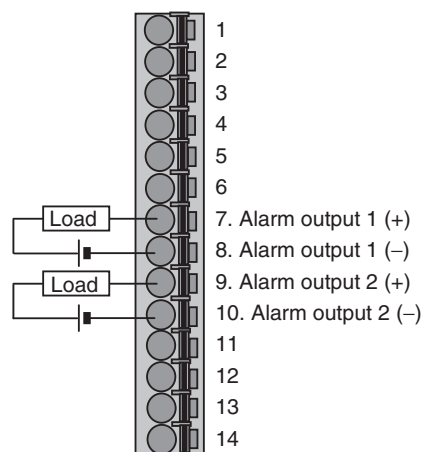 1
2
3
4
5
6
Load 7. Alarm output 1 (+)
8. Alarm output 1 (−)
Load 9. Alarm output 2 (+)
10. Alarm output 2 (−)
11
12
13
14